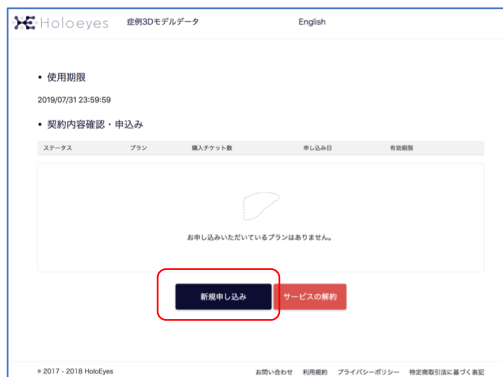 Holoeyes 症例3Dモデルデータ English
• 使用期限
2019/07/31 23:59:59
• 契約内容確認・申込み
ステータス プラン 購入チケット数 申し込み日 有効期限
お申し込みいただいているプランはありません。
新規申し込み サービスの解約
© 2017 - 2018 HoloEyes お問い合わせ 利用規約 プライバシーポリシー 特定商取引法に基づく表記